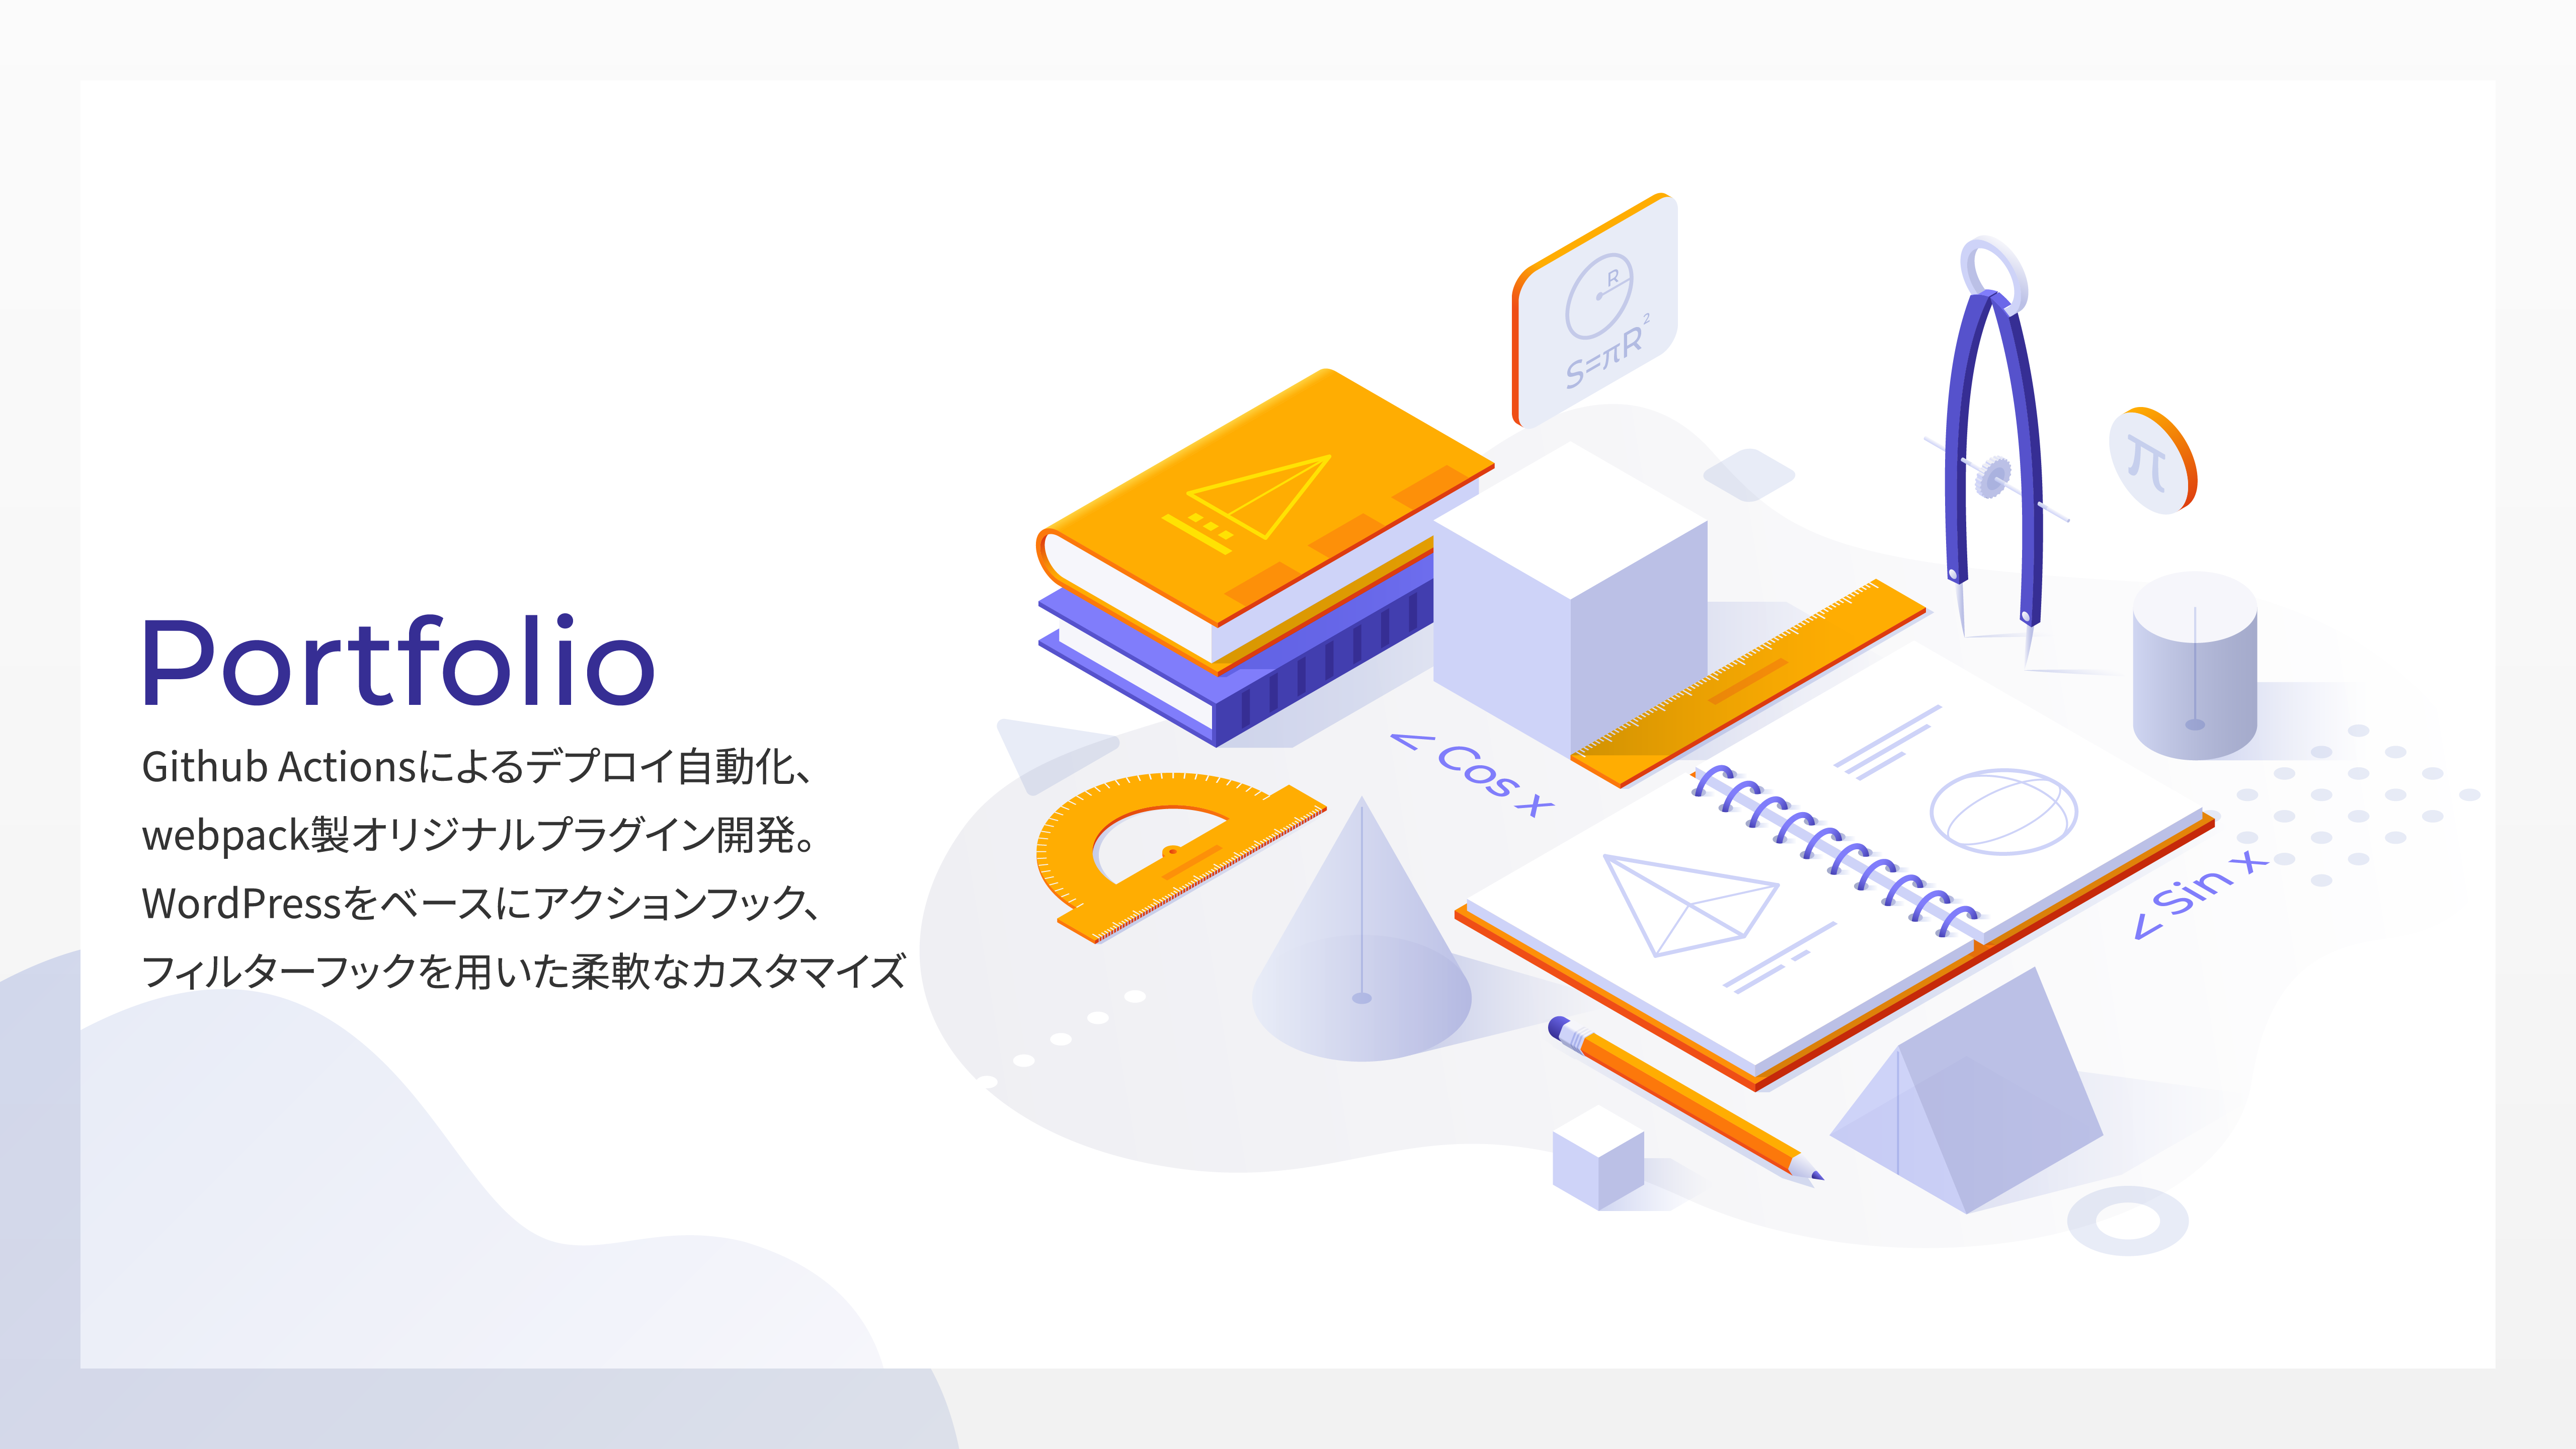 Portfolio
Github Actionsによるデプロイ自動化、
webpack製オリジナルプラグイン開発。
WordPressをベースにアクションフック、
フィルターフックを用いた柔軟なカスタマイズ
R
S=πR²
π
< Cos x
< Sin x